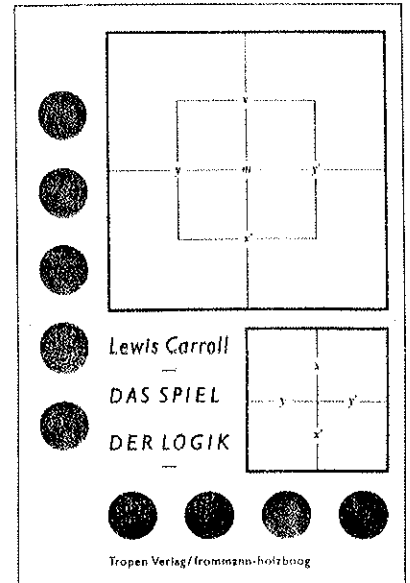 x
y m y'
x'
Lewis Carroll
DAS SPIEL
DER LOGIK
x
y y'
x'
Tropen Verlag/frommann-holzboog